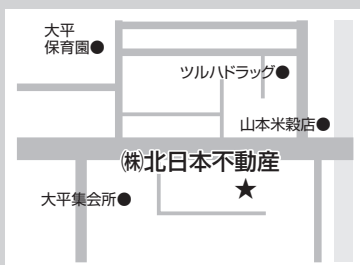 大平
保育園●
ツルハドラッグ●
山本米穀店●
㈱北日本不動産
大平集会所●
★